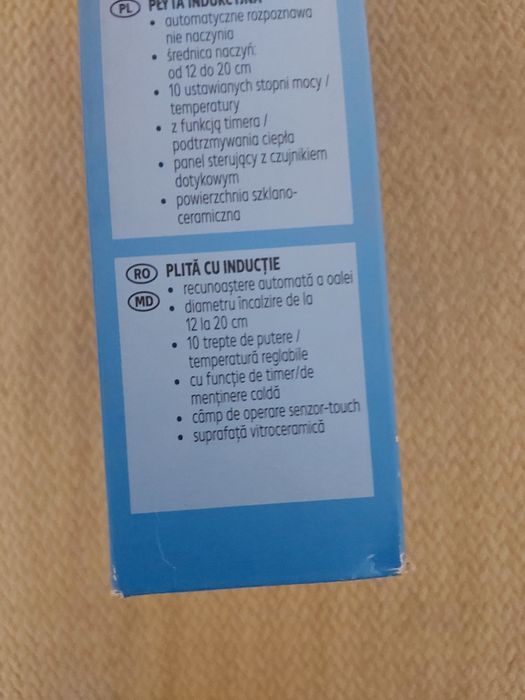 PL PŁYTA INDUKCYJNA
• automatyczne rozpoznawa
nie naczynia
• średnica naczyń:
od 12 do 20 cm
• 10 ustawianych stopni mocy /
temperatury
• z funkcją timera /
podtrzmywania ciepła
• panel sterujący z czujnikiem
dotykowym
• powierzchnia szklano-
ceramiczna
RO PLITĂ CU INDUCȚIE
MD
• recunoaștere automată a oalei
• diametru încălzire de la
12 la 20 cm
• 10 trepte de putere /
temperatură reglabile
• cu funcție de timer/de
menținere caldă
• câmp de operare senzor-touch
• suprafață vitroceramică